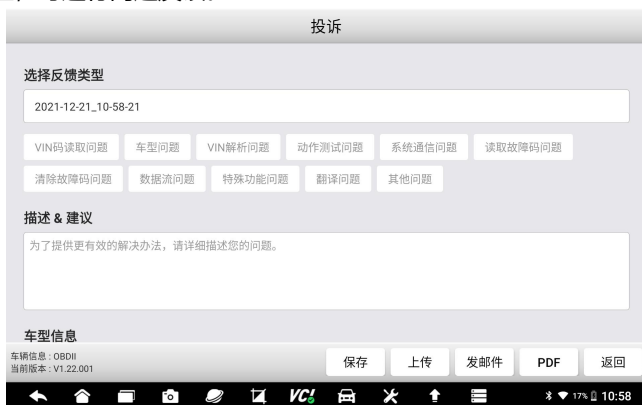 投诉
选择反馈类型
2021-12-21_10-58-21
VIN码读取问题 车型问题 VIN解析问题 动作测试问题 系统通信问题 读取故障码问题
清除故障码问题 数据流问题 特殊功能问题 翻译问题 其他问题
描述 & 建议
为了提供更有效的解决办法，请详细描述您的问题。
车型信息
车辆信息 : OBDII
当前版本 : V1.22.001
保存 上传 发邮件 PDF 返回
VC! 17% 10:58